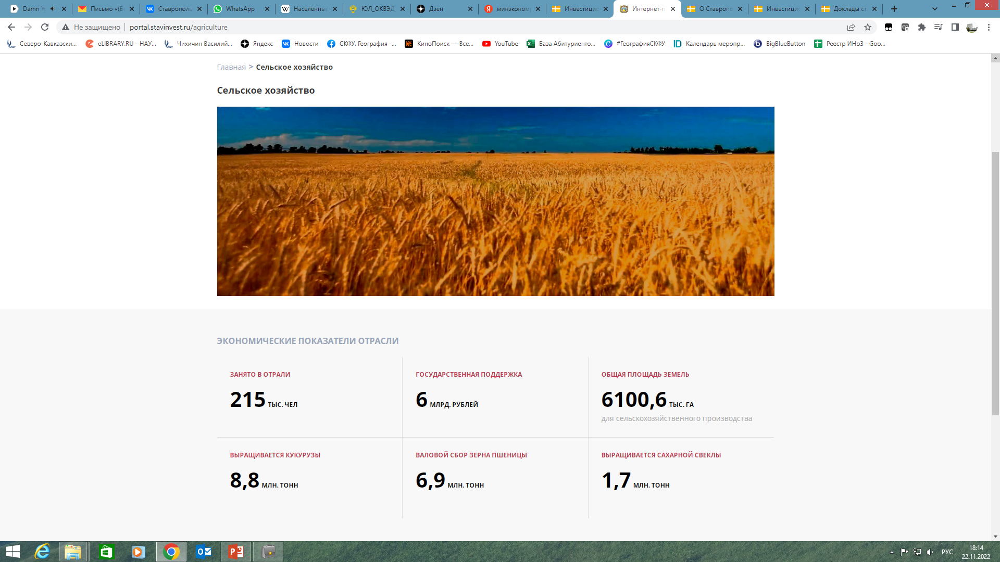 Damn Y
Письмо «(Б
Ставрополь
WhatsApp
Населённы
ЮЛ_ОКВЭД
Дзен
минэконом
Инвестицио
Интернет-п
О Ставропо
Инвестицио
Доклады ст
Не защищено
portal.stavinvest.ru/agriculture
Северо-Кавказски...
eLIBRARY.RU - НАУ...
Чихичин Василий...
Яндекс
Новости
СКФУ. География -...
КиноПоиск — Все...
YouTube
База Абитуриенто...
#ГеографияСКФУ
Календарь меропр...
BigBlueButton
Реестр ИНоЗ - Goo...
Главная > Сельское хозяйство
Сельское хозяйство
ЭКОНОМИЧЕСКИЕ ПОКАЗАТЕЛИ ОТРАСЛИ
ЗАНЯТО В ОТРАЛИ
215 ТЫС. ЧЕЛ
ГОСУДАРСТВЕННАЯ ПОДДЕРЖКА
6 МЛРД. РУБЛЕЙ
ОБЩАЯ ПЛОЩАДЬ ЗЕМЕЛЬ
6100,6 ТЫС. ГА
для сельскохозяйственного производства
ВЫРАЩИВАЕТСЯ КУКУРУЗЫ
8,8 МЛН. ТОНН
ВАЛОВОЙ СБОР ЗЕРНА ПШЕНИЦЫ
6,9 МЛН. ТОНН
ВЫРАЩИВАЕТСЯ САХАРНОЙ СВЕКЛЫ
1,7 МЛН. ТОНН
РУС
18:14
22.11.2022